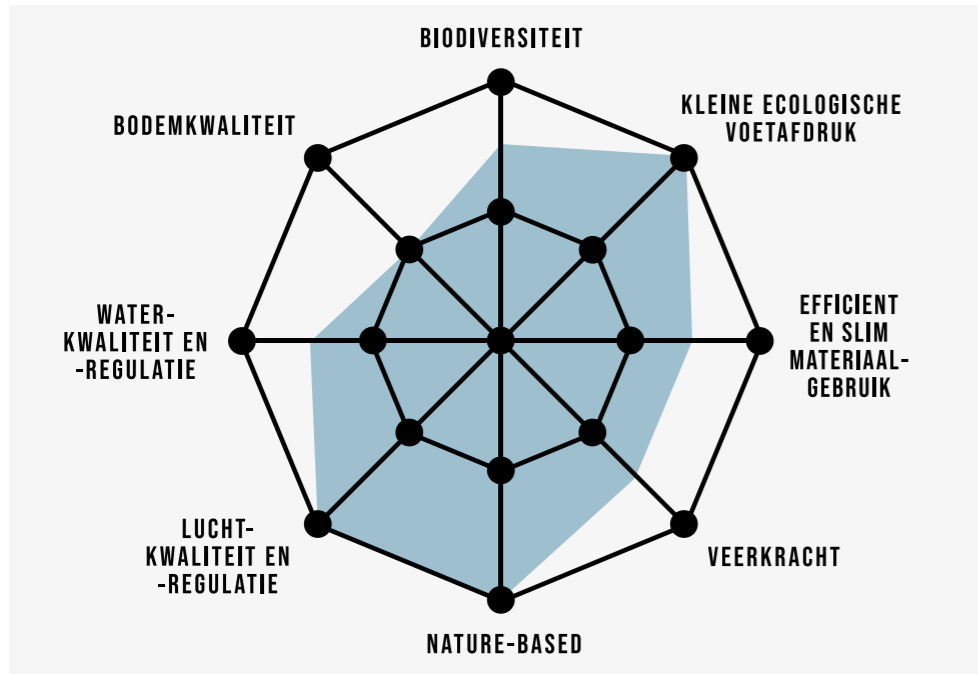 BIODIVERSITEIT
KLEINE ECOLOGISCHE
VOETAFDRUK
BODEMKWALITEIT
EFFICIENT
EN SLIM
MATERIAAL-
GEBRUIK
WATER-
KWALITEIT EN
-REGULATIE
LUCHT-
KWALITEIT EN
-REGULATIE
VEERKRACHT
NATURE-BASED